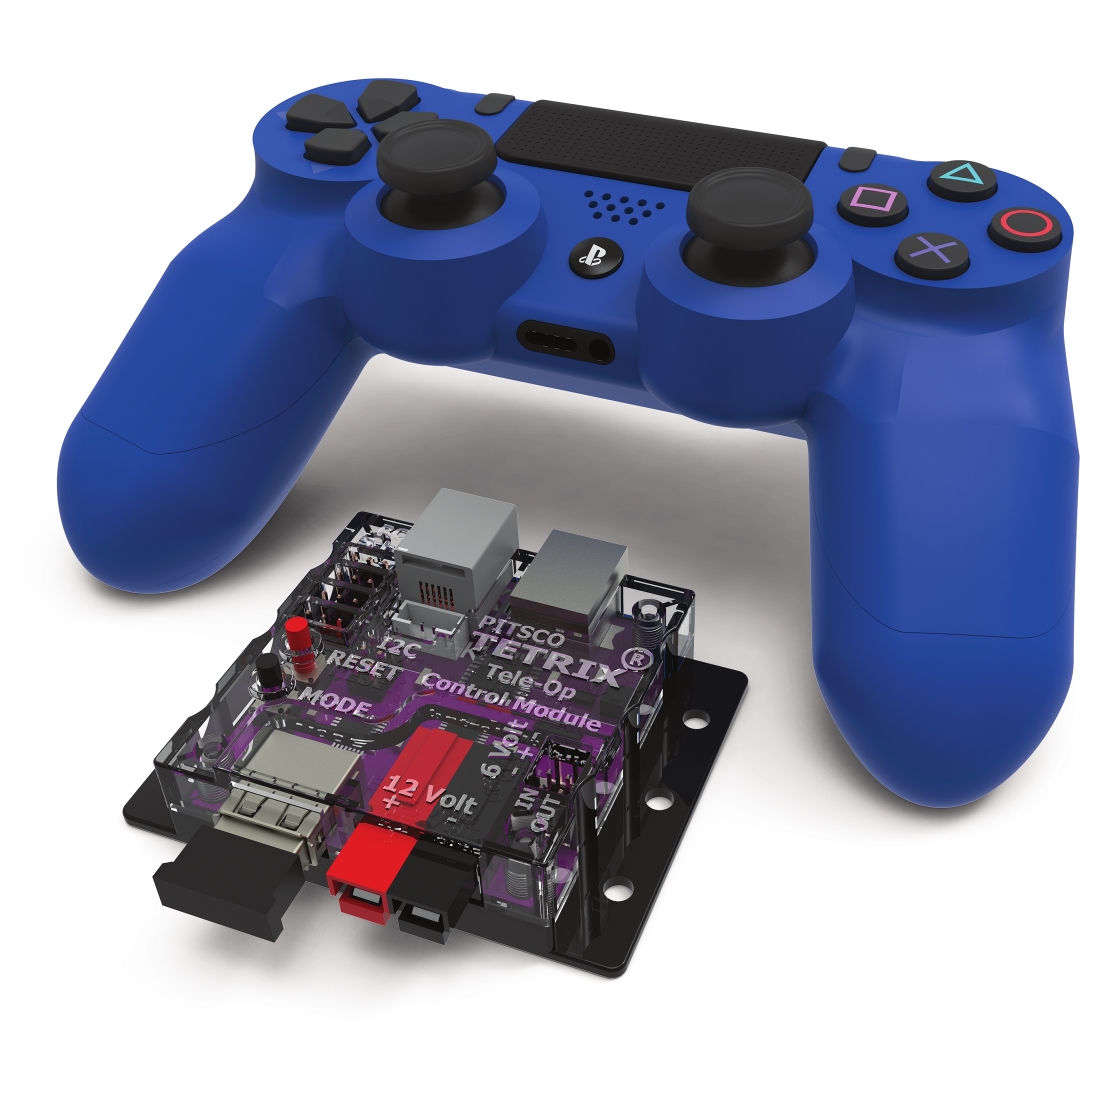 PITSCO
TETRIX®
Tele-Op
Control Module
I2C
RESET
MODE
6 Volt
+ -
12 Volt
+ -
IN
OUT